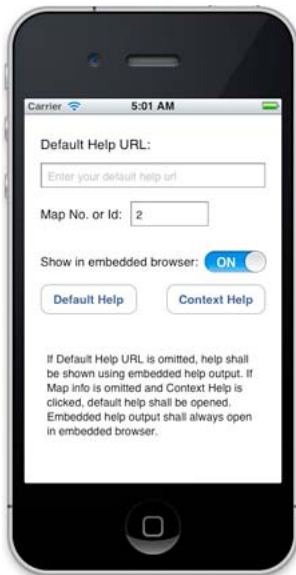 Carrier 5:01 AM
Default Help URL:
Enter your default help url
Map No. or Id: 2
Show in embedded browser: ON
Default Help Context Help
If Default Help URL is omitted, help shall
be shown using embedded help output. If
Map info is omitted and Context Help is
clicked, default help shall be opened.
Embedded help output shall always open
in embedded browser.